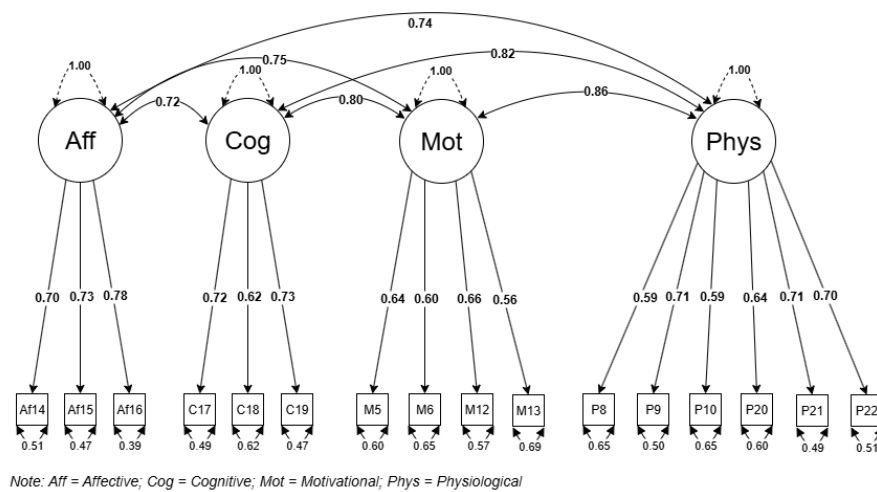 0.74
0.82
0.75
1.00 1.00 1.00 1.00
0.72 0.80 0.86
Aff Cog Mot Phys
0.70 0.73 0.78 0.72 0.62 0.73 0.64 0.60 0.66 0.56 0.59 0.71 0.59 0.64 0.71 0.70
Af14 Af15 Af16 C17 C18 C19 M5 M6 M12 M13 P8 P9 P10 P20 P21 P22
0.51 0.47 0.39 0.49 0.62 0.47 0.60 0.65 0.57 0.69 0.65 0.50 0.65 0.60 0.49 0.51
Note: Aff = Affective; Cog = Cognitive; Mot = Motivational; Phys = Physiological